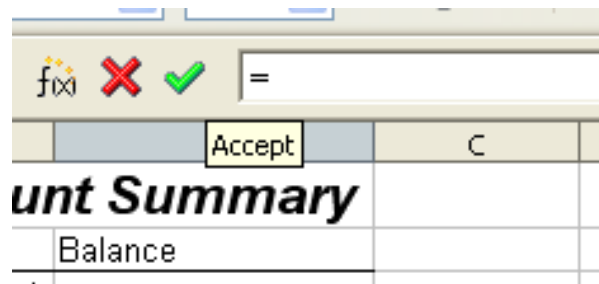 f(x) =
Accept C
unt Summary
Balance